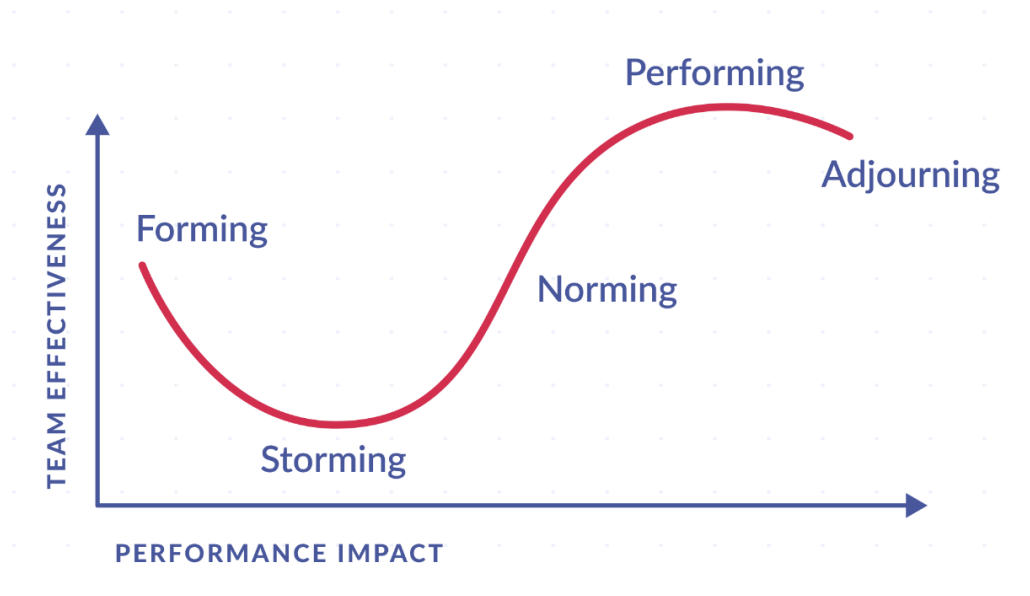 Performing
Adjourning
Forming
Norming
Storming
TEAM EFFECTIVENESS
PERFORMANCE IMPACT